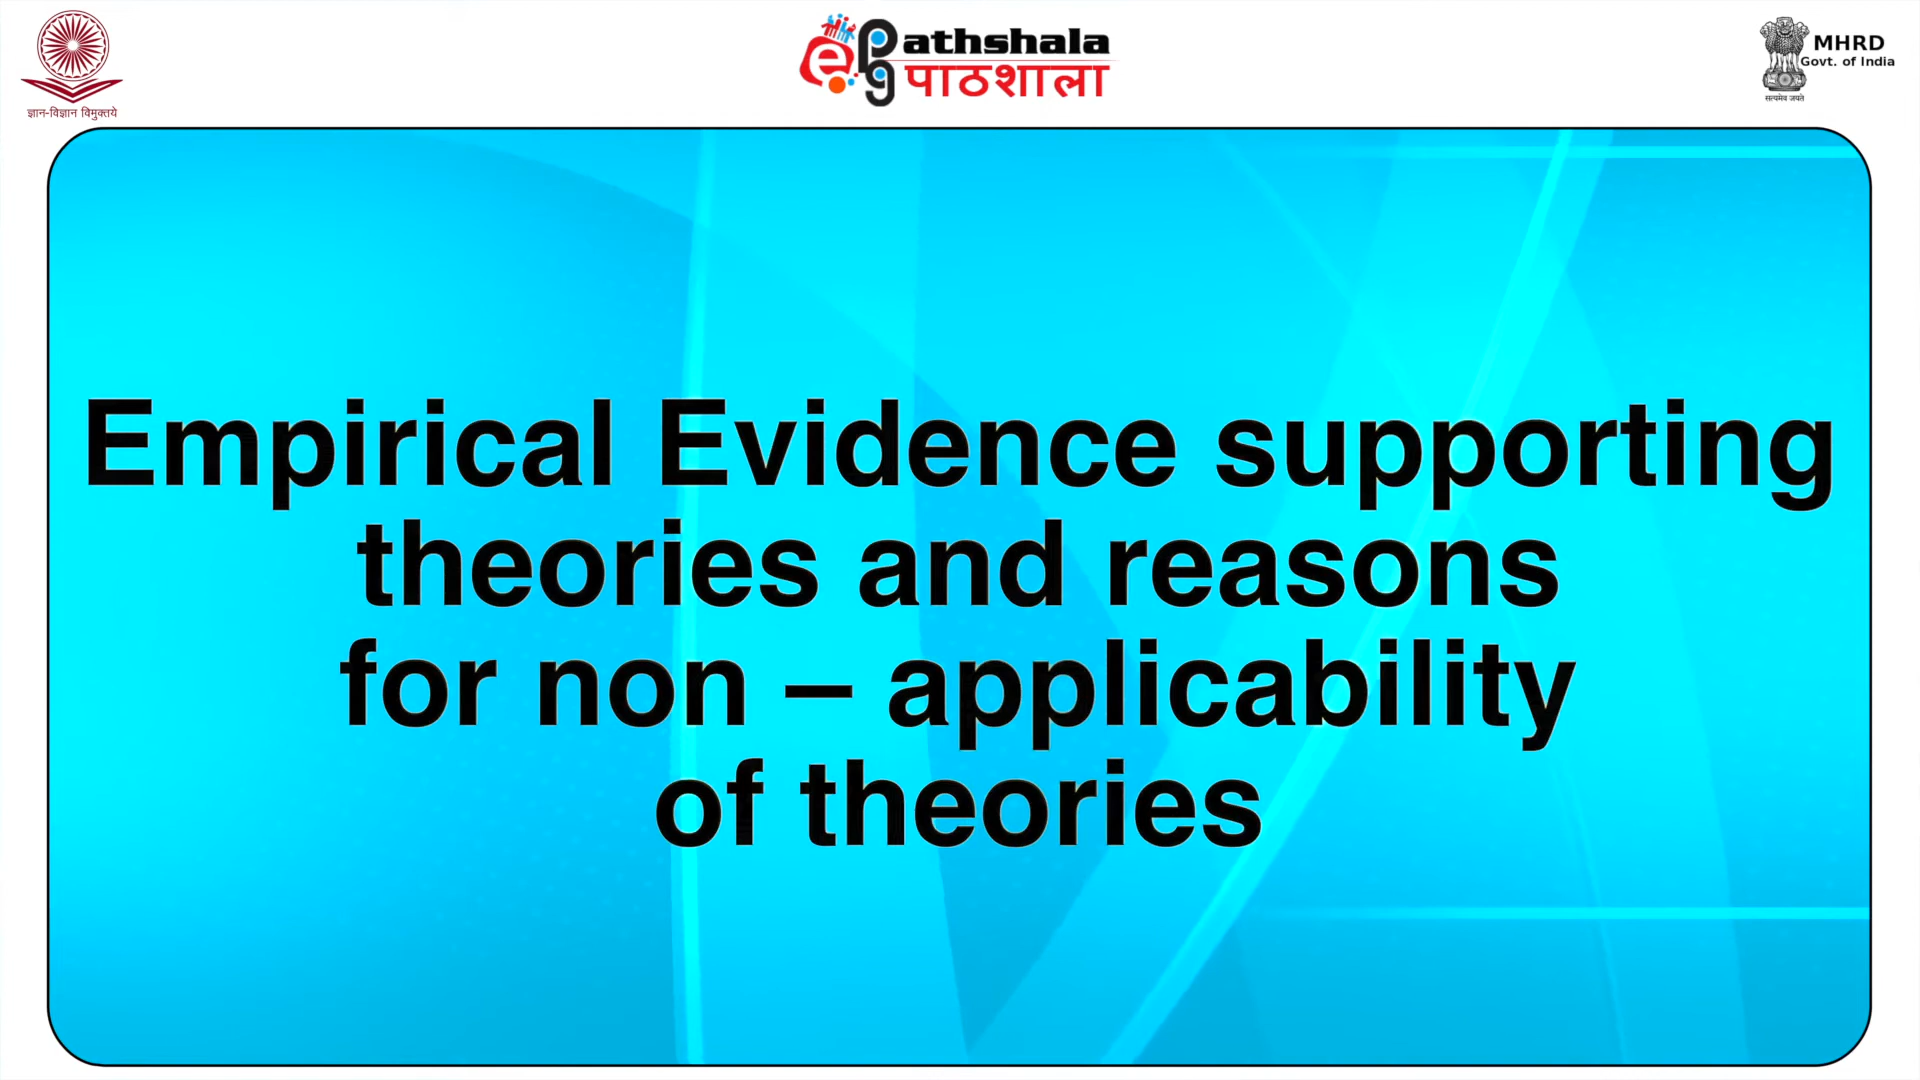 ज्ञान-विज्ञान विमुक्तये
e
pg
athshala
पाठशाला
MHRD
Govt. of India
सत्यमेव जयते
Empirical Evidence supporting
theories and reasons
for non – applicability
of theories